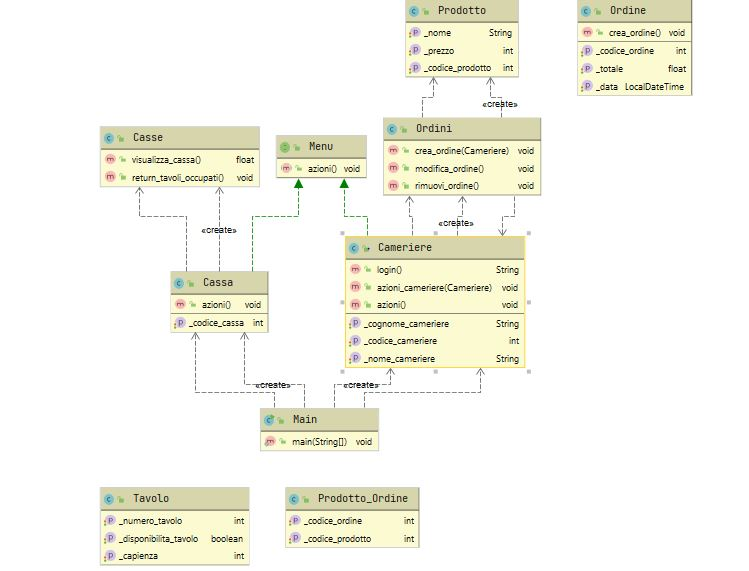 Prodotto
_nome String
_prezzo int
_codice_prodotto int
Ordine
crea_ordine() void
_codice_ordine int
_totale float
_data LocalDateTime
«create»
Casse
visualizza_cassa() float
return_tavoli_occupati() void
Menu
azioni() void
Ordini
crea_ordine(Cameriere) void
modifica_ordine() void
rimuovi_ordine() void
«create»
«create»
Cassa
azioni() void
_codice_cassa int
Cameriere
login() String
azioni_cameriere(Cameriere) void
azioni() void
_cognome_cameriere String
_codice_cameriere int
_nome_cameriere String
«create»
«create»
Main
main(String[]) void
Tavolo
_numero_tavolo int
_disponibilita_tavolo boolean
_capienza int
Prodotto_Ordine
_codice_ordine int
_codice_prodotto int